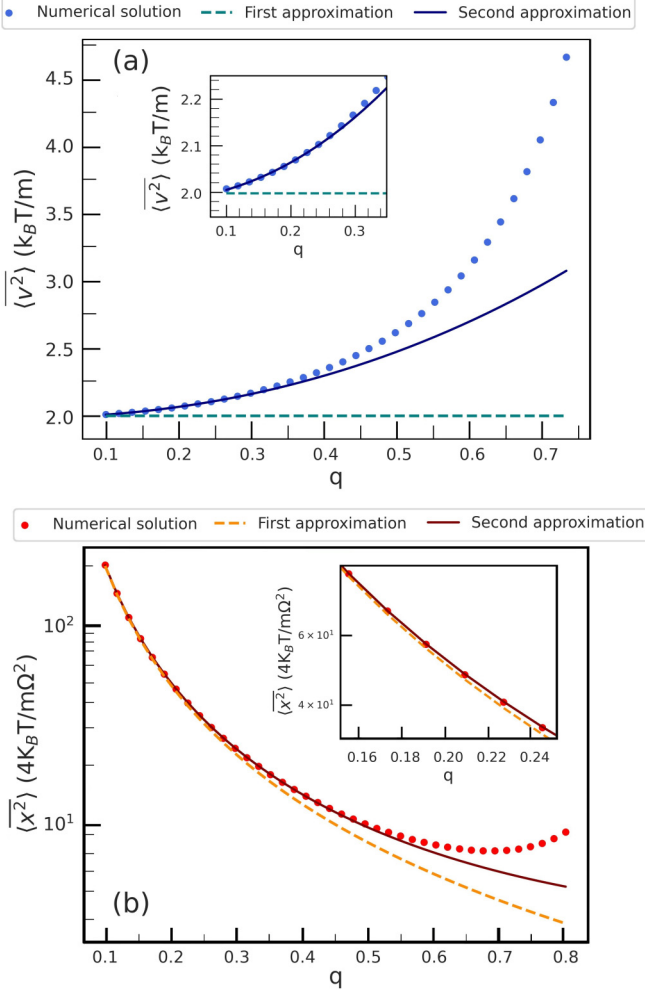 Numerical solution First approximation Second approximation
(a)
4.5
4.0
3.5
3.0
2.5
2.0
⟨v²⟩ (k_BT/m)
2.2
2.1
2.0
⟨v²⟩ (k_BT/m)
0.1 0.2 0.3
q
0.1 0.2 0.3 0.4 0.5 0.6 0.7
q
Numerical solution First approximation Second approximation
10²
10¹
⟨x²⟩ (4K_BT/mΩ²)
6 × 10¹
4 × 10¹
⟨x²⟩ (4K_BT/mΩ²)
0.16 0.18 0.20 0.22 0.24
q
(b)
0.1 0.2 0.3 0.4 0.5 0.6 0.7 0.8
q